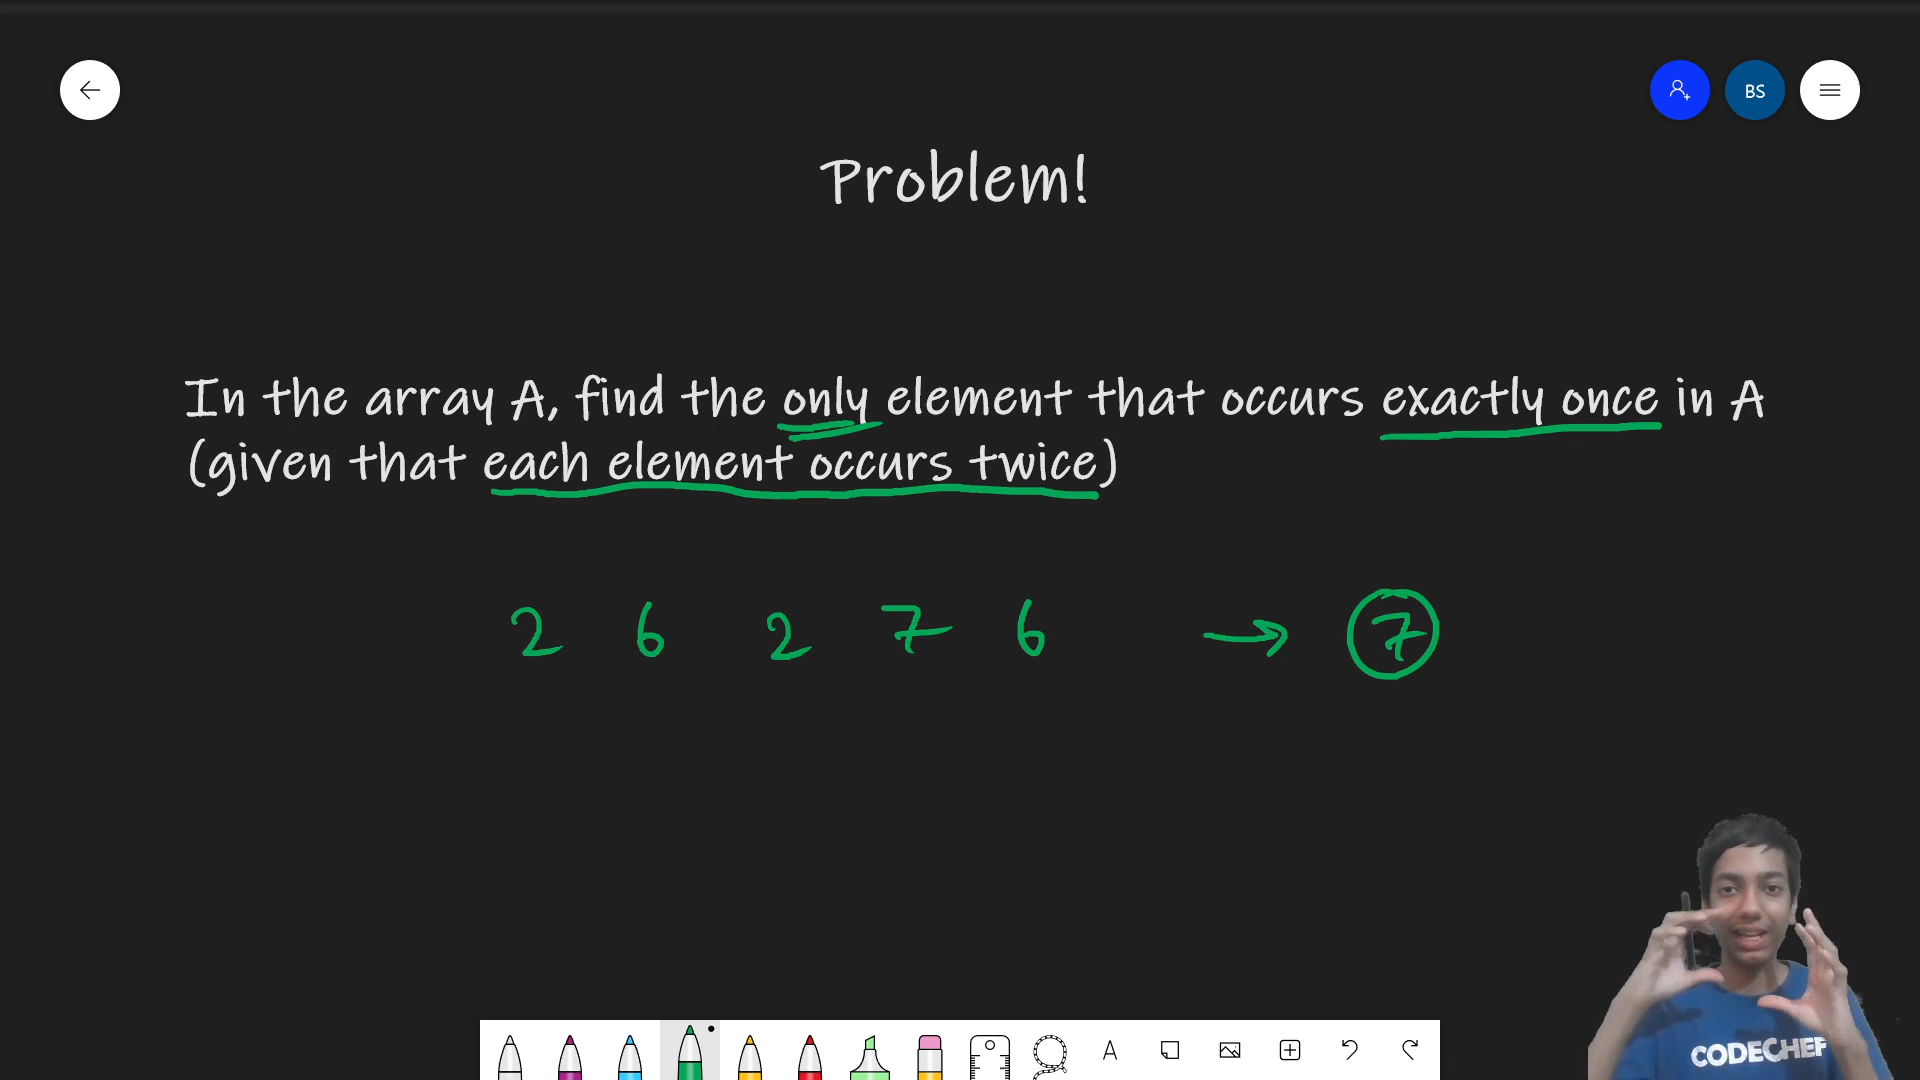 BS
Problem!
In the array A, find the only element that occurs exactly once in A
(given that each element occurs twice)
2 6 2 7 6 → 7
CODECHEF
A